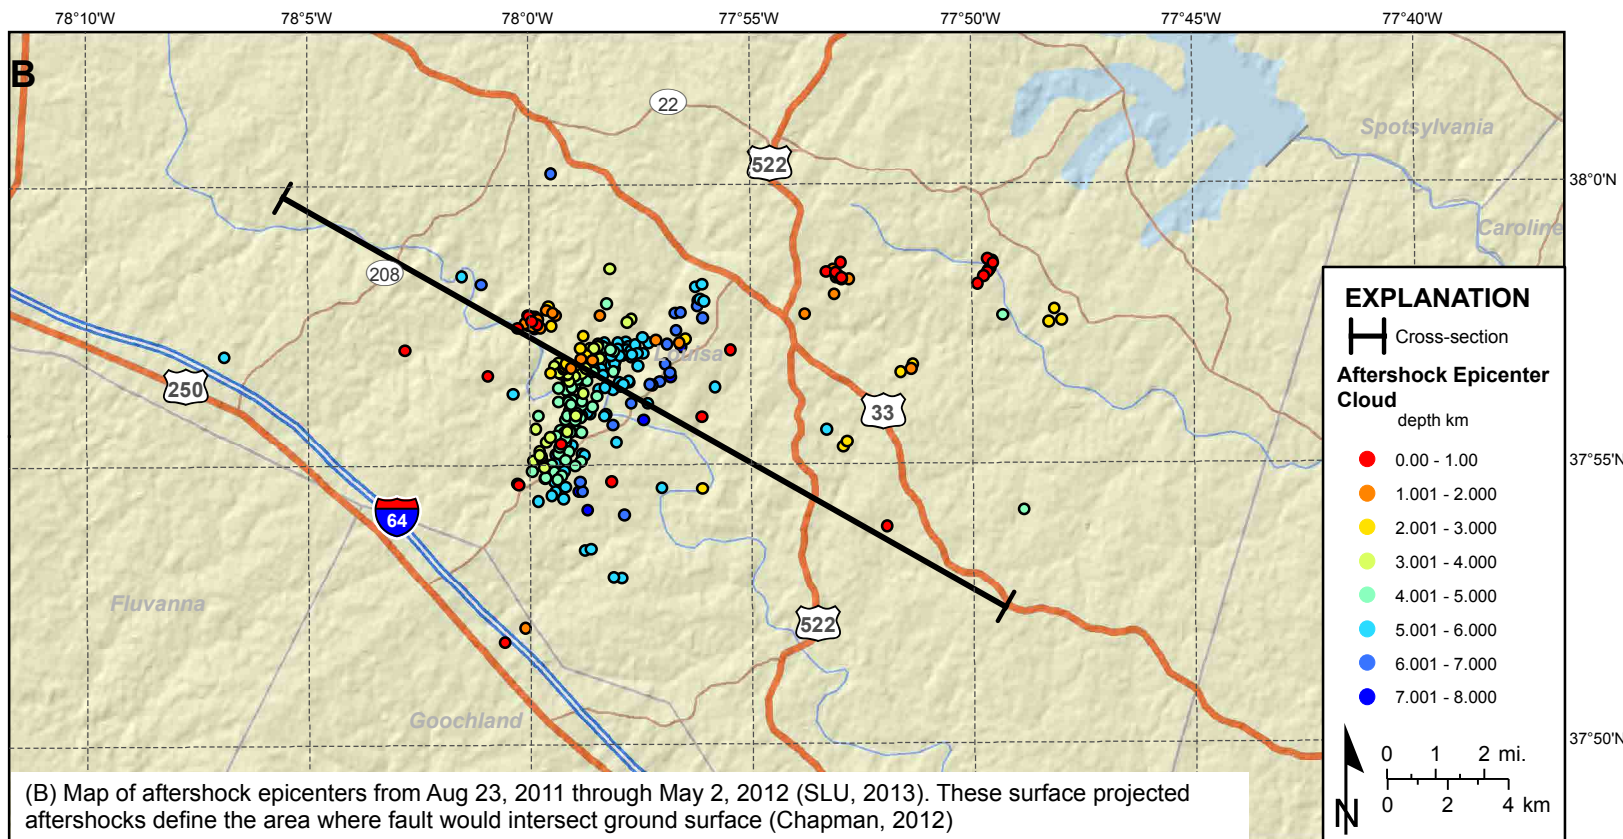 78°10'W 78°5'W 78°0'W 77°55'W 77°50'W 77°45'W 77°40'W
B
22
Spotsylvania
522
38°0'N
Caroline
208
EXPLANATION
Cross-section
Louisa
250
Aftershock Epicenter
Cloud
33
depth km
37°55'N
0.00 - 1.00
1.001 - 2.000
64
2.001 - 3.000
3.001 - 4.000
Fluvanna
4.001 - 5.000
522
5.001 - 6.000
6.001 - 7.000
7.001 - 8.000
Goochland
37°50'N
0 1 2 mi.
0 2 4 km
N
(B) Map of aftershock epicenters from Aug 23, 2011 through May 2, 2012 (SLU, 2013). These surface projected
aftershocks define the area where fault would intersect ground surface (Chapman, 2012)